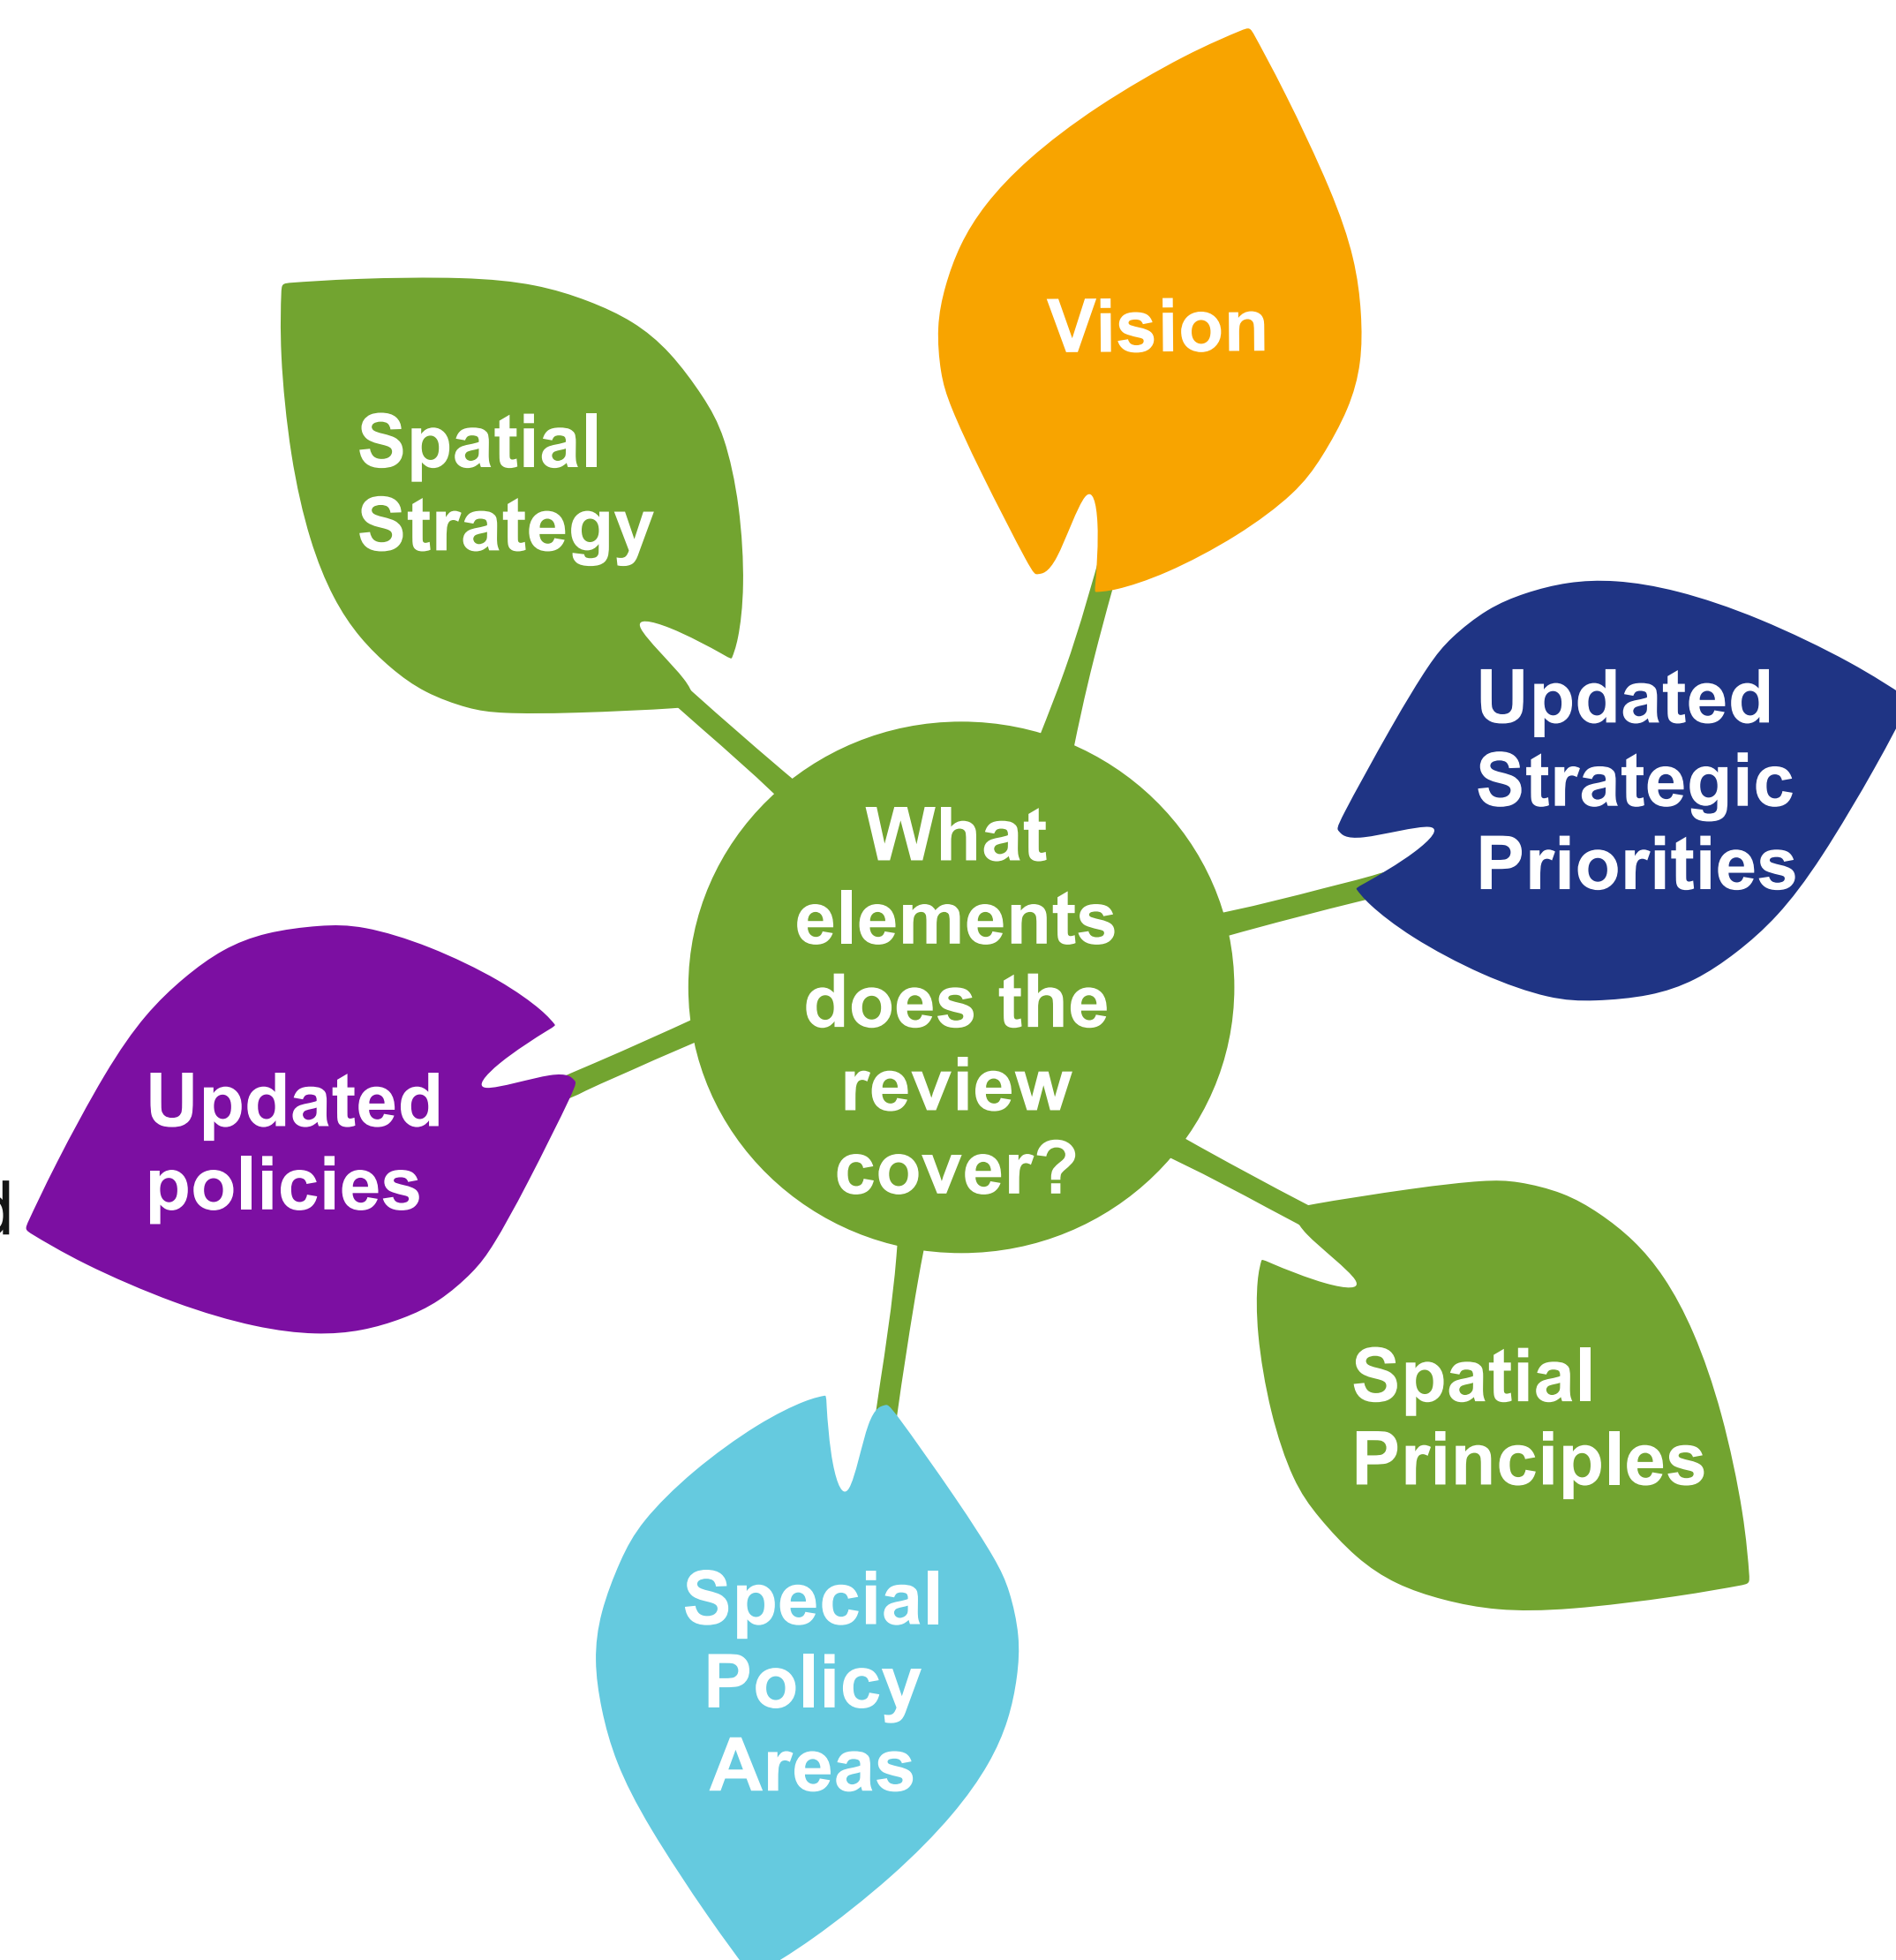 Vision
Spatial
Strategy
Updated
Strategic
Priorities
What
elements
does the
review
cover?
Updated
policies
Spatial
Principles
Special
Policy
Areas